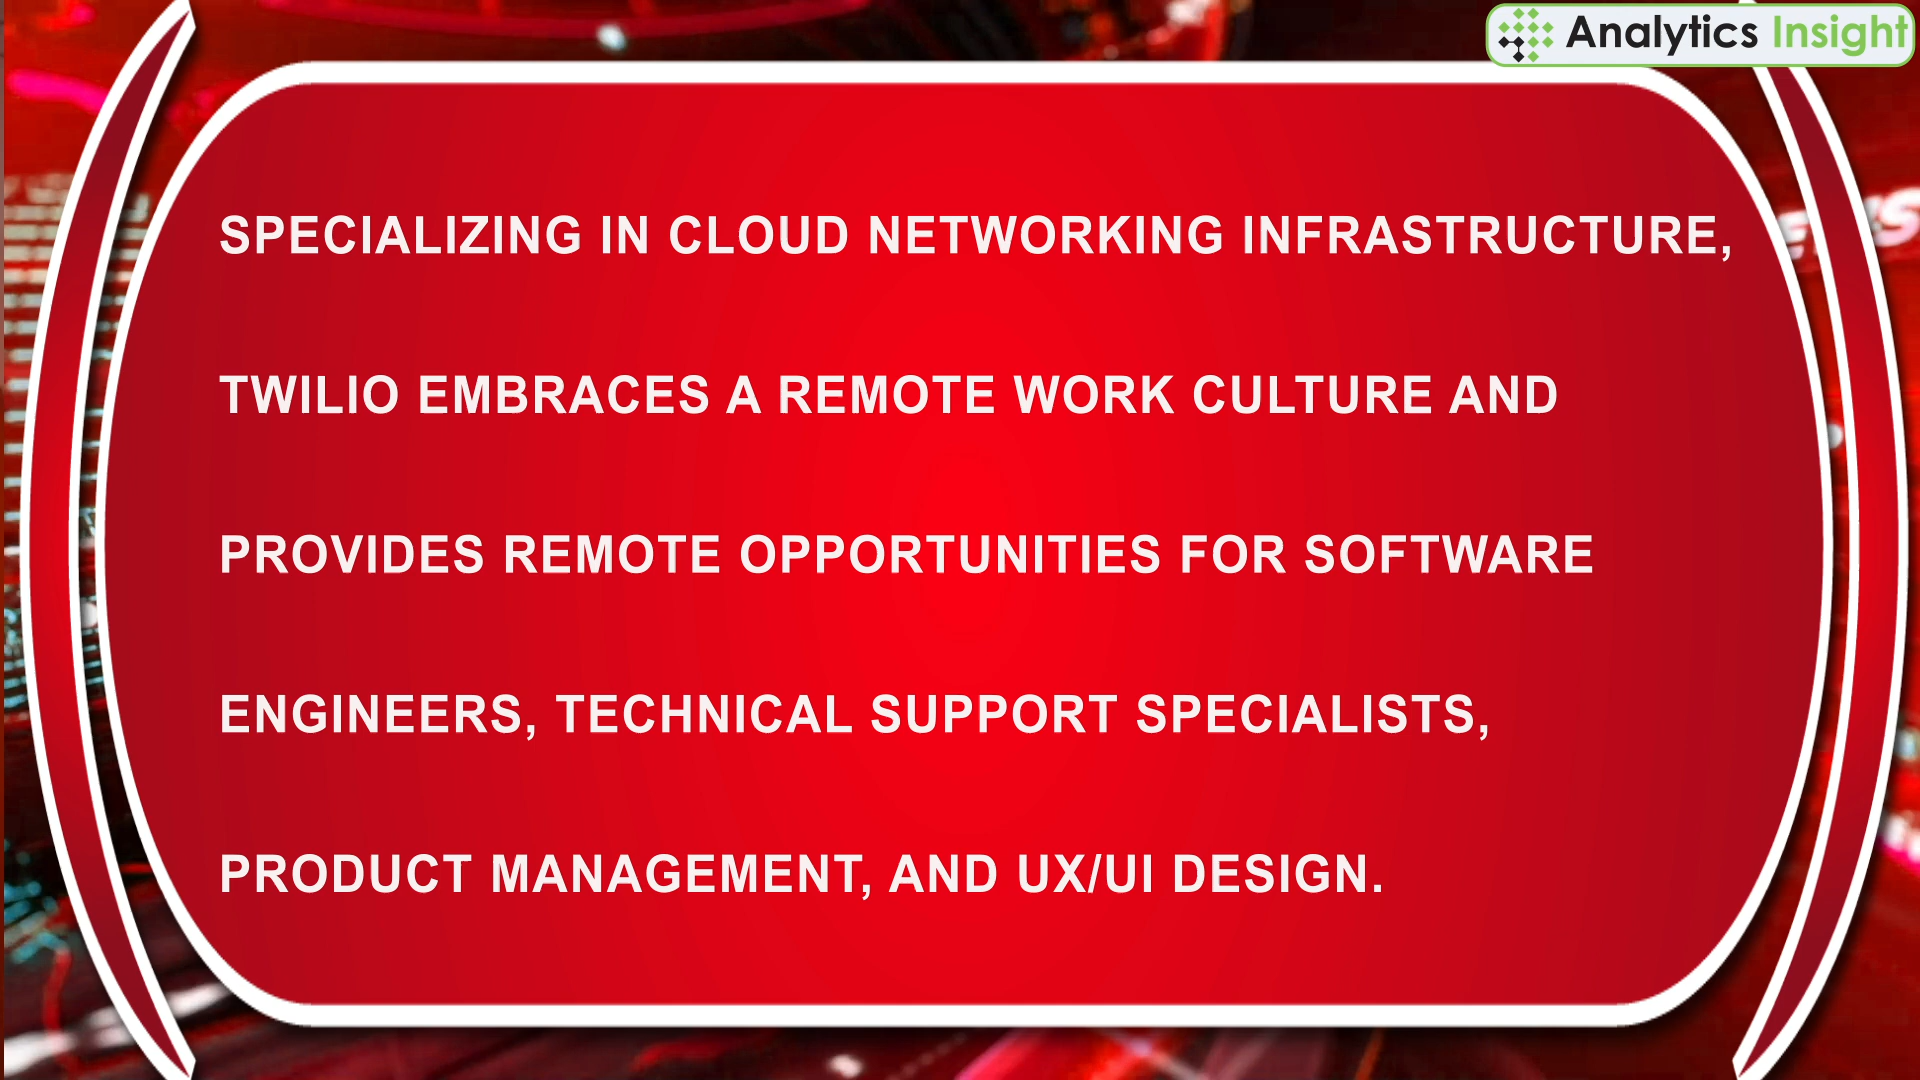 Analytics Insight
SPECIALIZING IN CLOUD NETWORKING INFRASTRUCTURE,
TWILIO EMBRACES A REMOTE WORK CULTURE AND
PROVIDES REMOTE OPPORTUNITIES FOR SOFTWARE
ENGINEERS, TECHNICAL SUPPORT SPECIALISTS,
PRODUCT MANAGEMENT, AND UX/UI DESIGN.